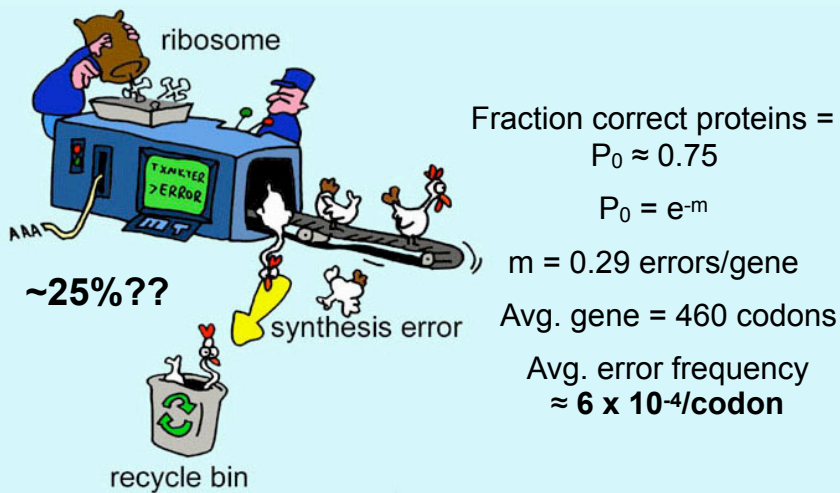 ribosome
TXNKYER
>ERROR
AAA
~25%??
synthesis error
recycle bin
Fraction correct proteins =
P₀ ≈ 0.75
P₀ = e⁻ᵐ
m = 0.29 errors/gene
Avg. gene = 460 codons
Avg. error frequency
≈ 6 x 10⁻⁴/codon